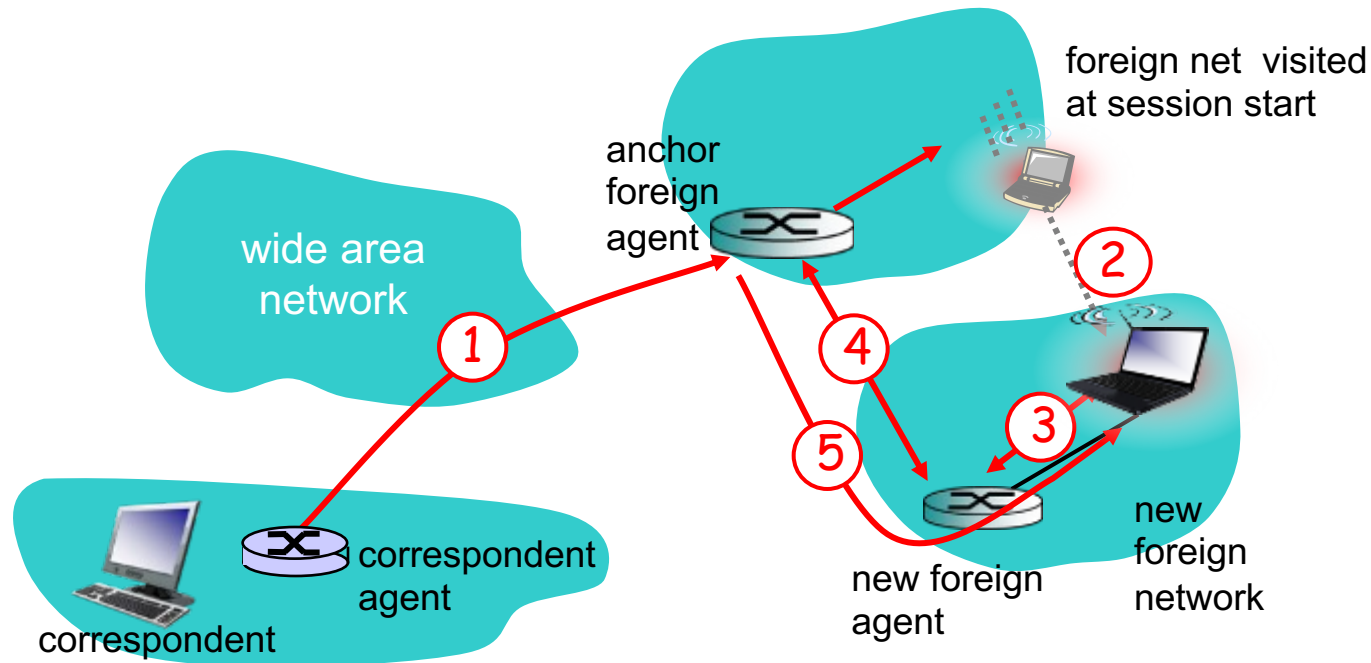 foreign net visited
at session start
anchor
foreign
agent
wide area
network
2
1
4
3
5
correspondent
agent
correspondent
new foreign
agent
new
foreign
network